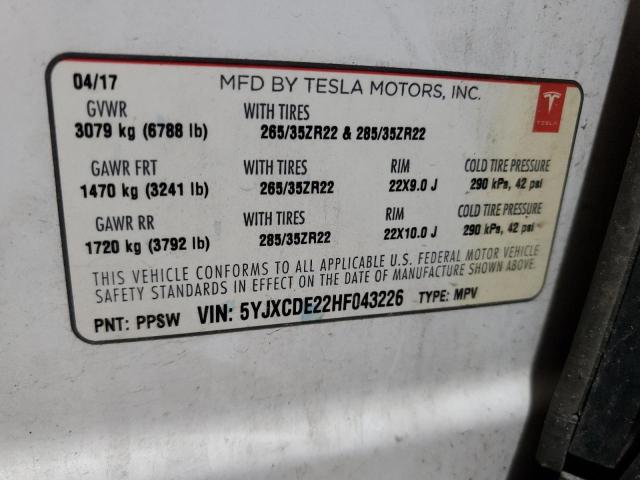 04/17 MFD BY TESLA MOTORS, INC.
TESLA
GVWR WITH TIRES
3079 kg (6788 lb) 265/35ZR22 & 285/35ZR22
GAWR FRT WITH TIRES RIM COLD TIRE PRESSURE
1470 kg (3241 lb) 265/35ZR22 22X9.0 J 290 kPa, 42 psi
GAWR RR WITH TIRES RIM COLD TIRE PRESSURE
1720 kg (3792 lb) 285/35ZR22 22X10.0 J 290 kPa, 42 psi
THIS VEHICLE CONFORMS TO ALL APPLICABLE U.S. FEDERAL MOTOR VEHICLE
SAFETY STANDARDS IN EFFECT ON THE DATE OF MANUFACTURE SHOWN ABOVE.
PNT: PPSW VIN: 5YJXCDE22HF043226 TYPE: MPV